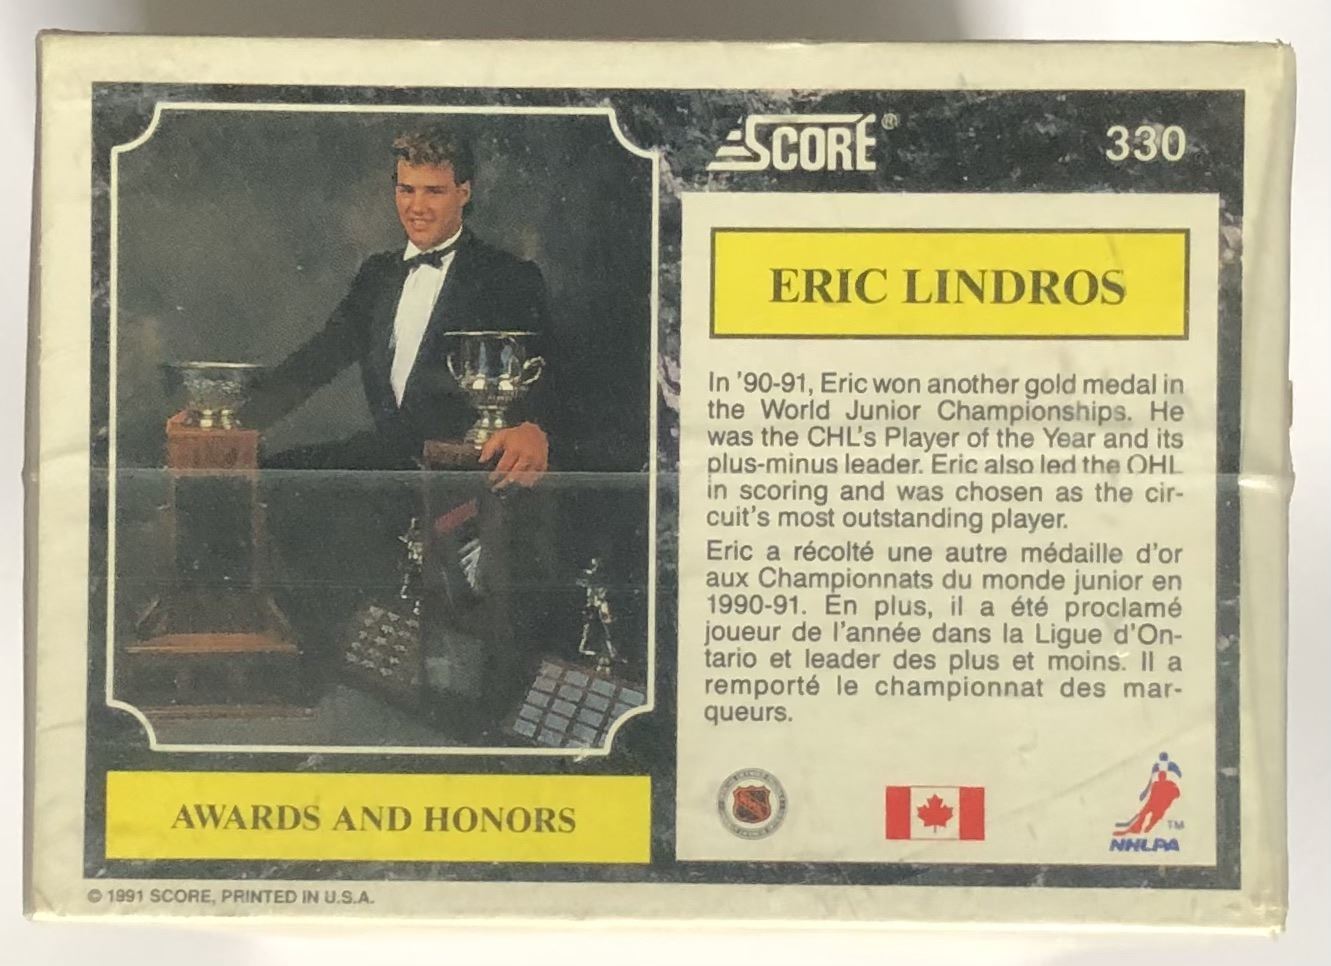 SCORE®
330
ERIC LINDROS
In '90-91, Eric won another gold medal in
the World Junior Championships. He
was the CHL's Player of the Year and its
plus-minus leader. Eric also led the OHL
in scoring and was chosen as the cir-
cuit's most outstanding player.
Eric a récolté une autre médaille d'or
aux Championnats du monde junior en
1990-91. En plus, il a été proclamé
joueur de l'année dans la Ligue d'On-
tario et leader des plus et moins. Il a
remporté le championnat des mar-
queurs.
NHL
TM
NHLPA
AWARDS AND HONORS
© 1991 SCORE, PRINTED IN U.S.A.